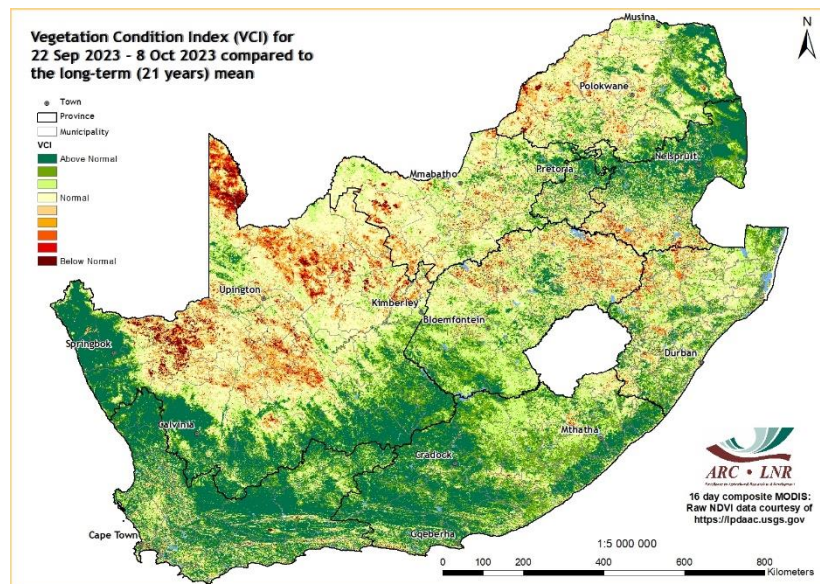 Vegetation Condition Index (VCI) for
22 Sep 2023 - 8 Oct 2023 compared to
the long-term (21 years) mean
Town
Province
Municipality
VCI
Above Normal
Normal
Below Normal
N
Musina
Polokwane
Nelspruit
Pretoria
Mmabatho
Upington
Kimberley
Bloemfontein
Springbok
Durban
Calvinia
Mthatha
Cradock
Cape Town
Gqeberha
ARC • LNR
16 day composite MODIS:
Raw NDVI data courtesy of
https://lpdaac.usgs.gov
1:5 000 000
0 100 200 400 600 800
Kilometers